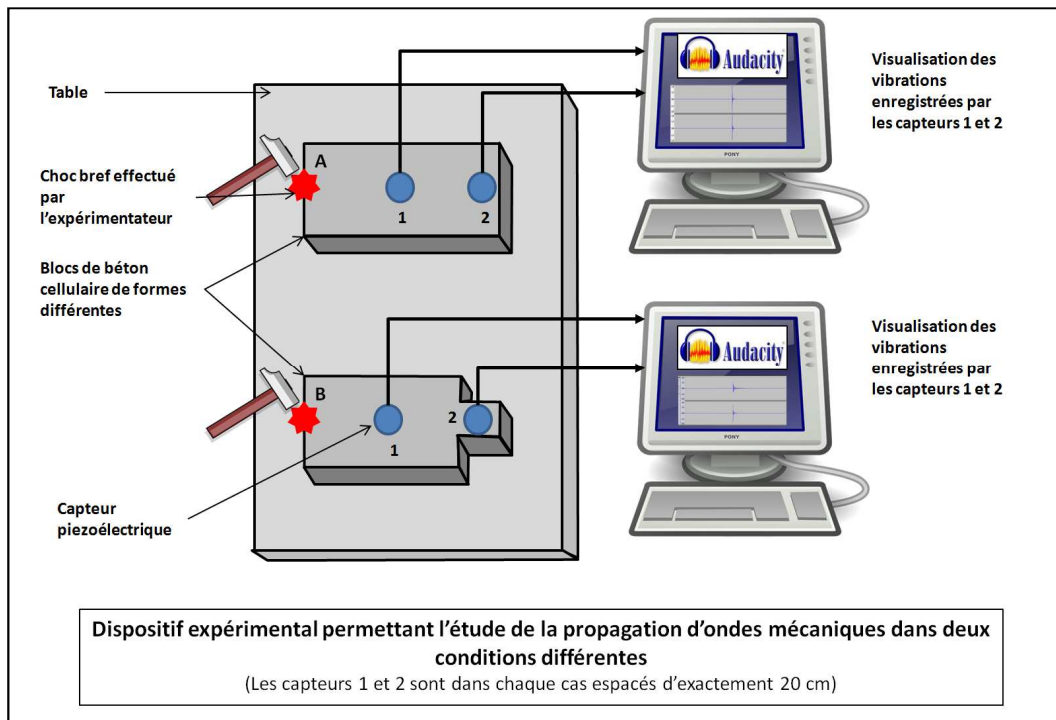 Table
Choc bref effectué
par
l'expérimentateur
Blocs de béton
cellulaire de formes
différentes
Capteur
piezoélectrique
A
1
2
B
1
2
Audacity
PONY
Visualisation des
vibrations
enregistrées par
les capteurs 1 et 2
Audacity
PONY
Visualisation des
vibrations
enregistrées par
les capteurs 1 et 2
Dispositif expérimental permettant l'étude de la propagation d'ondes mécaniques dans deux
conditions différentes
(Les capteurs 1 et 2 sont dans chaque cas espacés d'exactement 20 cm)